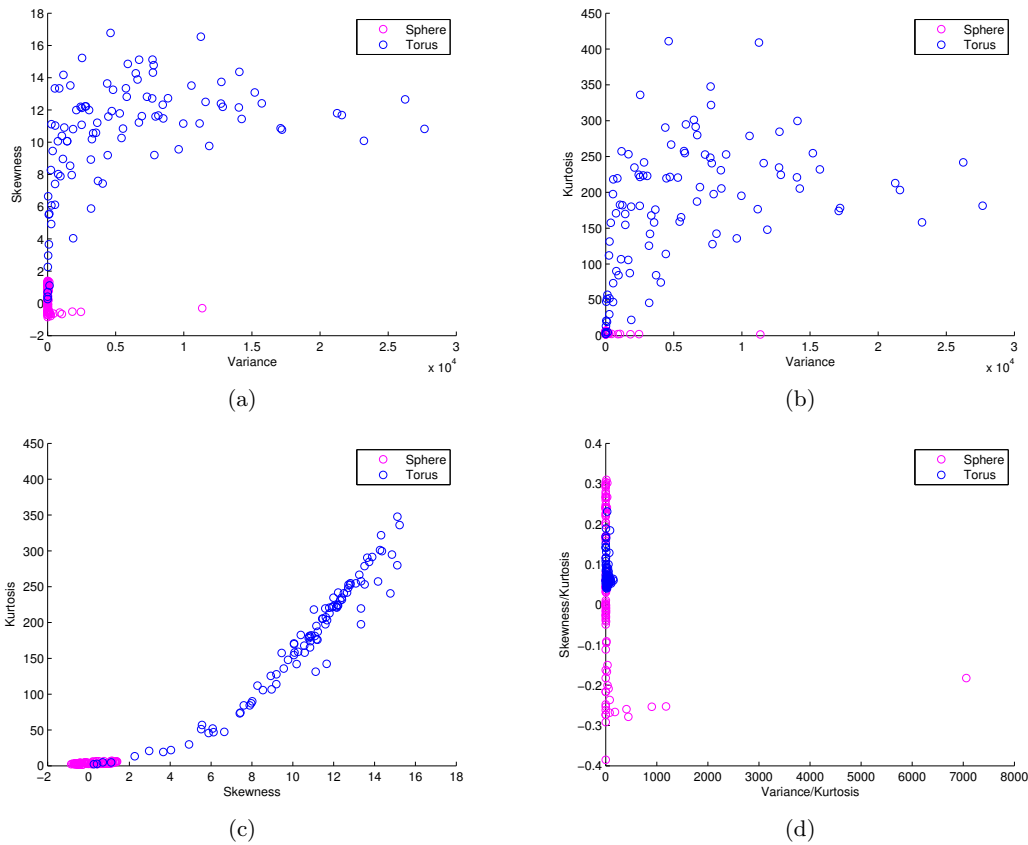 18
16
14
12
10
8
6
4
2
0
−2
Skewness
0 0.5 1 1.5 2 2.5 3
x 10^4
Variance
Sphere
Torus
(a)
450
400
350
300
250
200
150
100
50
0
Kurtosis
0 0.5 1 1.5 2 2.5 3
x 10^4
Variance
Sphere
Torus
(b)
450
400
350
300
250
200
150
100
50
0
Kurtosis
−2 0 2 4 6 8 10 12 14 16 18
Skewness
Sphere
Torus
(c)
0.4
0.3
0.2
0.1
0
−0.1
−0.2
−0.3
−0.4
Skewness/Kurtosis
0 1000 2000 3000 4000 5000 6000 7000 8000
Variance/Kurtosis
Sphere
Torus
(d)